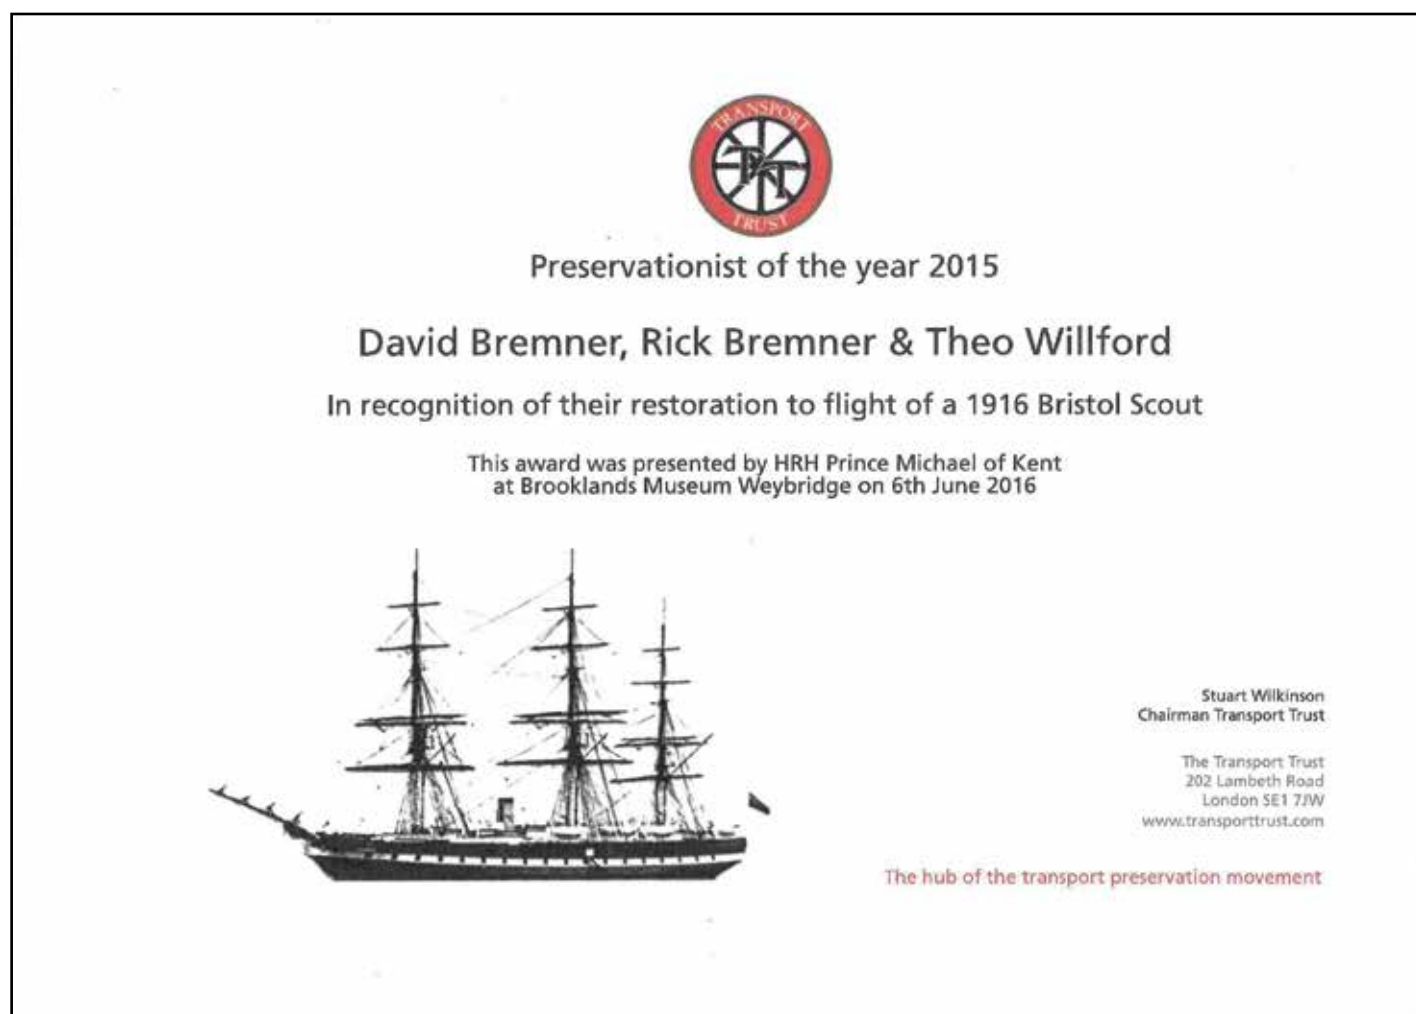 TRANSPORT
TT
TRUST
Preservationist of the year 2015
David Bremner, Rick Bremner & Theo Willford
In recognition of their restoration to flight of a 1916 Bristol Scout
This award was presented by HRH Prince Michael of Kent
at Brooklands Museum Weybridge on 6th June 2016
Stuart Wilkinson
Chairman Transport Trust
The Transport Trust
202 Lambeth Road
London SE1 7JW
www.transporttrust.com
The hub of the transport preservation movement